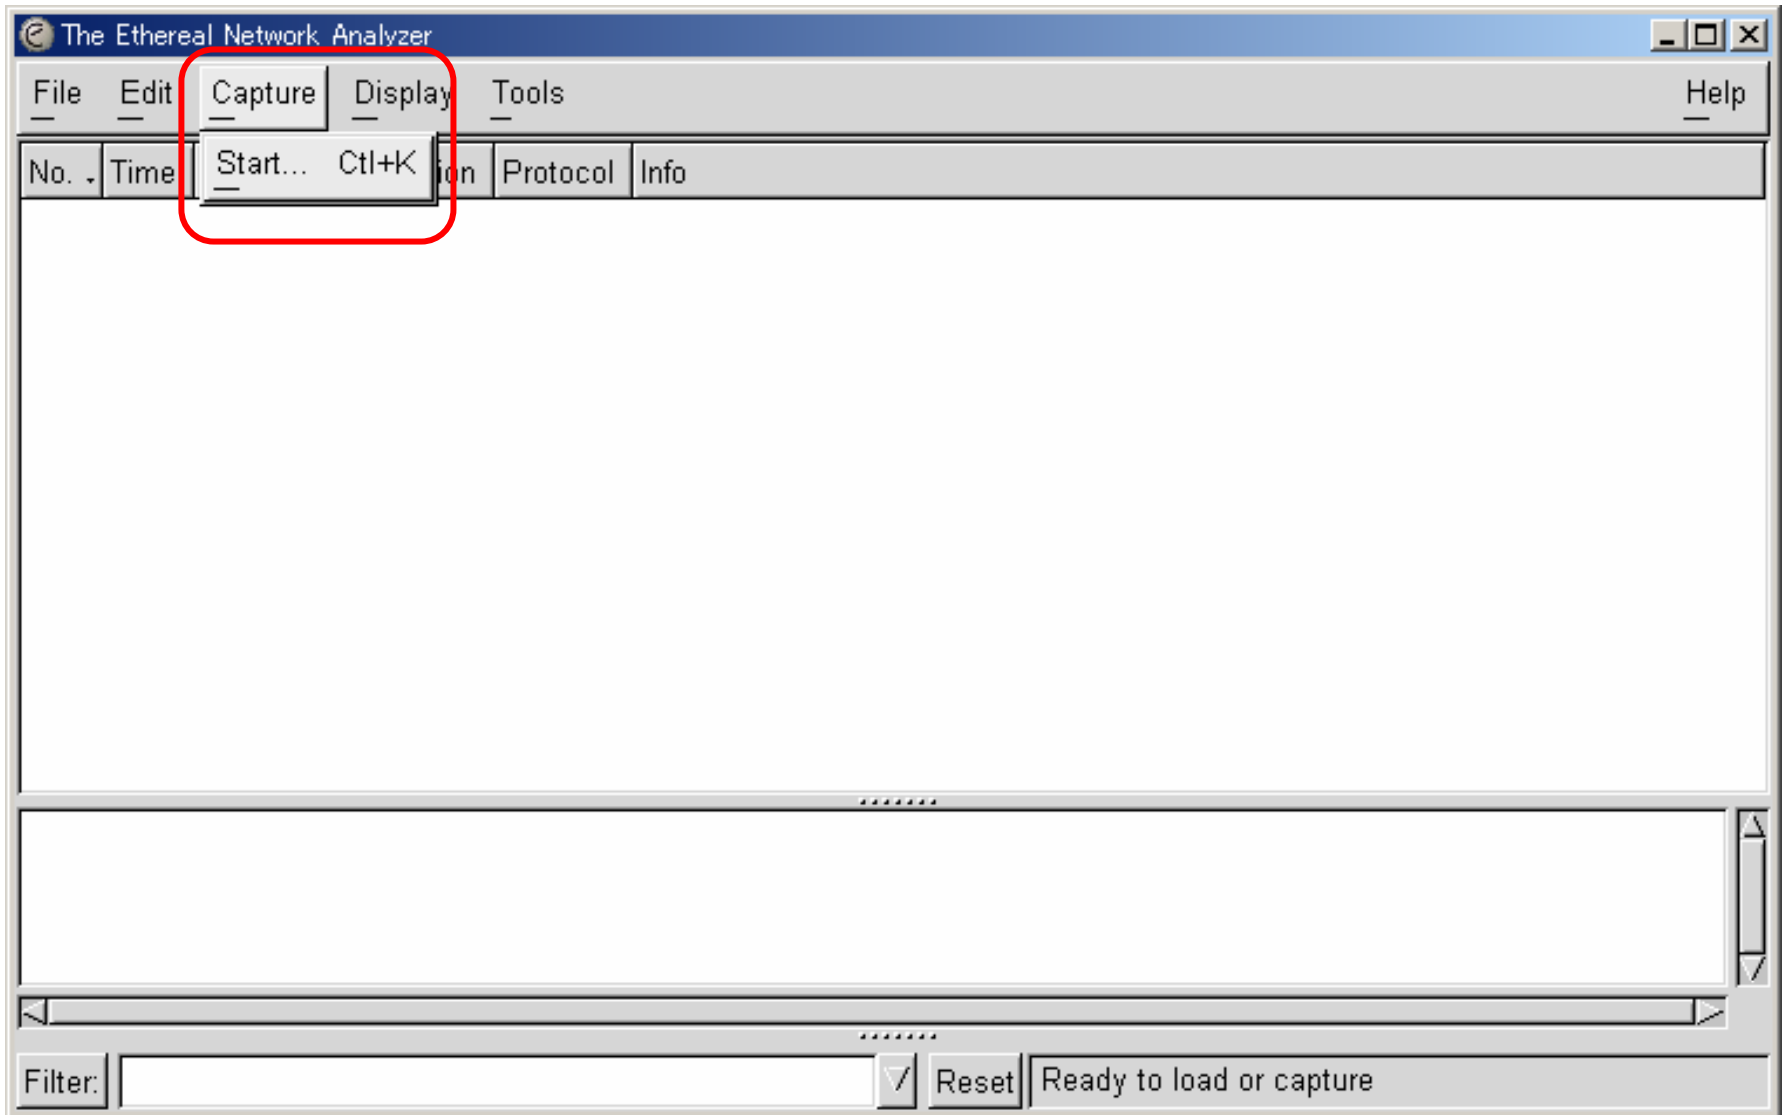 The Ethereal Network Analyzer
File Edit Capture Display Tools Help
Start... Ctl+K
No. Time Protocol Info
Filter: Reset Ready to load or capture